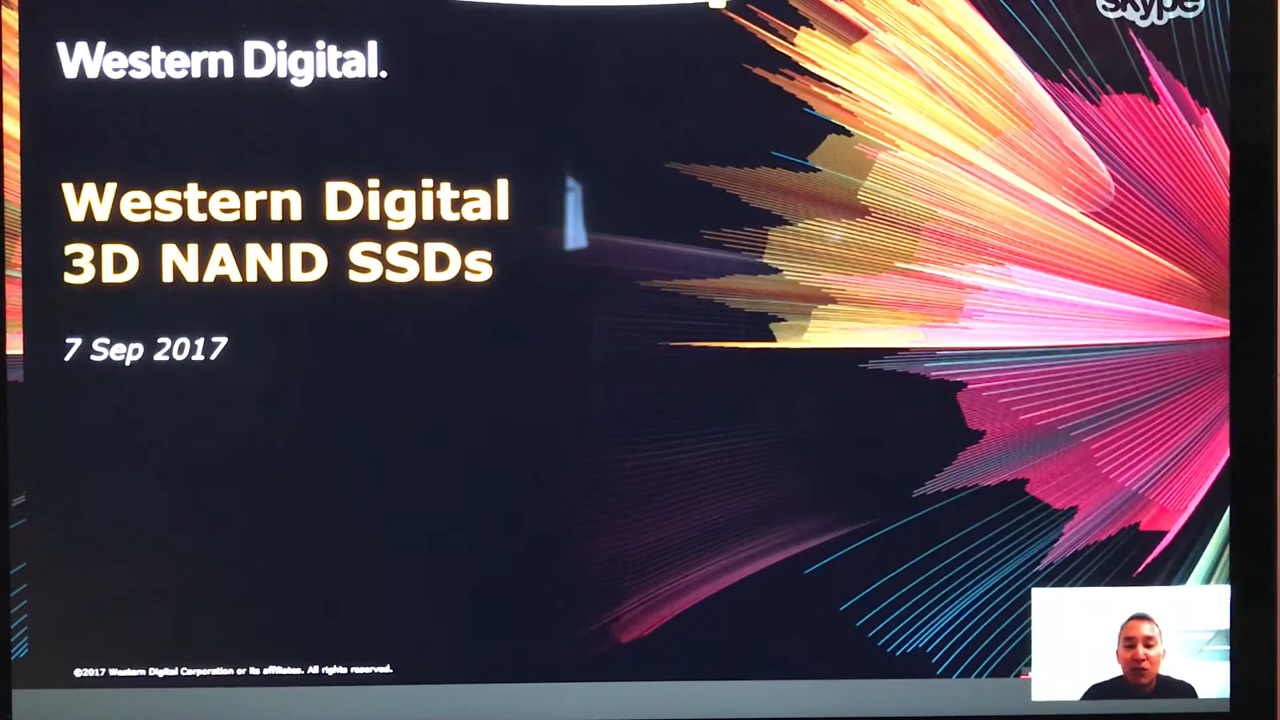 skype
Western Digital.
Western Digital
3D NAND SSDs
7 Sep 2017
©2017 Western Digital Corporation or its affiliates. All rights reserved.